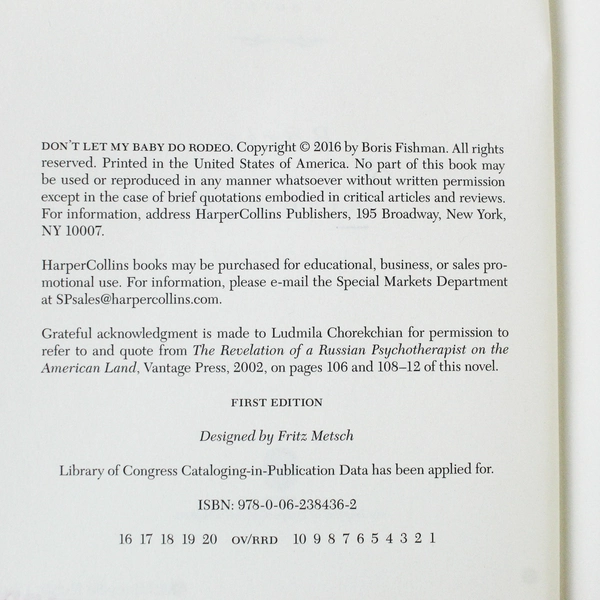 DON'T LET MY BABY DO RODEO. Copyright © 2016 by Boris Fishman. All rights
reserved. Printed in the United States of America. No part of this book may
be used or reproduced in any manner whatsoever without written permission
except in the case of brief quotations embodied in critical articles and reviews.
For information, address HarperCollins Publishers, 195 Broadway, New York,
NY 10007.
HarperCollins books may be purchased for educational, business, or sales pro-
motional use. For information, please e-mail the Special Markets Department
at SPsales@harpercollins.com.
Grateful acknowledgment is made to Ludmila Chorekchian for permission to
refer to and quote from The Revelation of a Russian Psychotherapist on the
American Land, Vantage Press, 2002, on pages 106 and 108–12 of this novel.
FIRST EDITION
Designed by Fritz Metsch
Library of Congress Cataloging-in-Publication Data has been applied for.
ISBN: 978-0-06-238436-2
16 17 18 19 20 OV/RRD 10 9 8 7 6 5 4 3 2 1